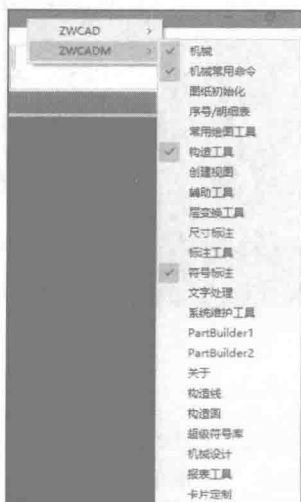 ZWCAD
ZWCADM
机械
机械常用命令
图纸初始化
序号/明细表
常用绘图工具
构造工具
创建视图
辅助工具
层变换工具
尺寸标注
标注工具
符号标注
文字处理
系统维护工具
PartBuilder1
PartBuilder2
关于
构造线
构造圆
超级符号库
机械设计
报表工具
卡片定制